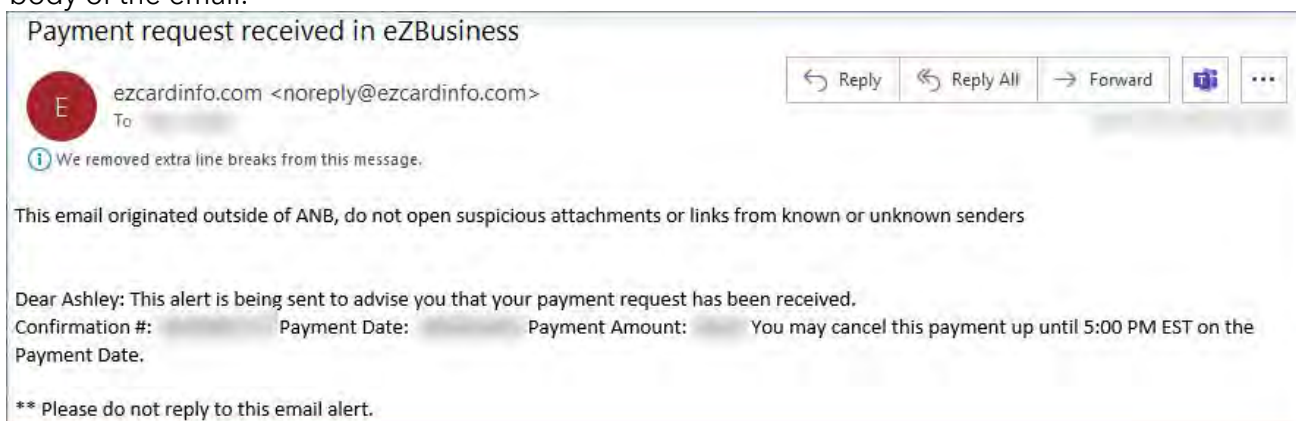 body of the email.
Payment request received in eZBusiness
Reply Reply All Forward
E
ezcardinfo.com <noreply@ezcardinfo.com>
To
We removed extra line breaks from this message.
This email originated outside of ANB, do not open suspicious attachments or links from known or unknown senders
Dear Ashley: This alert is being sent to advise you that your payment request has been received.
Confirmation #: Payment Date: Payment Amount: You may cancel this payment up until 5:00 PM EST on the
Payment Date.
** Please do not reply to this email alert.